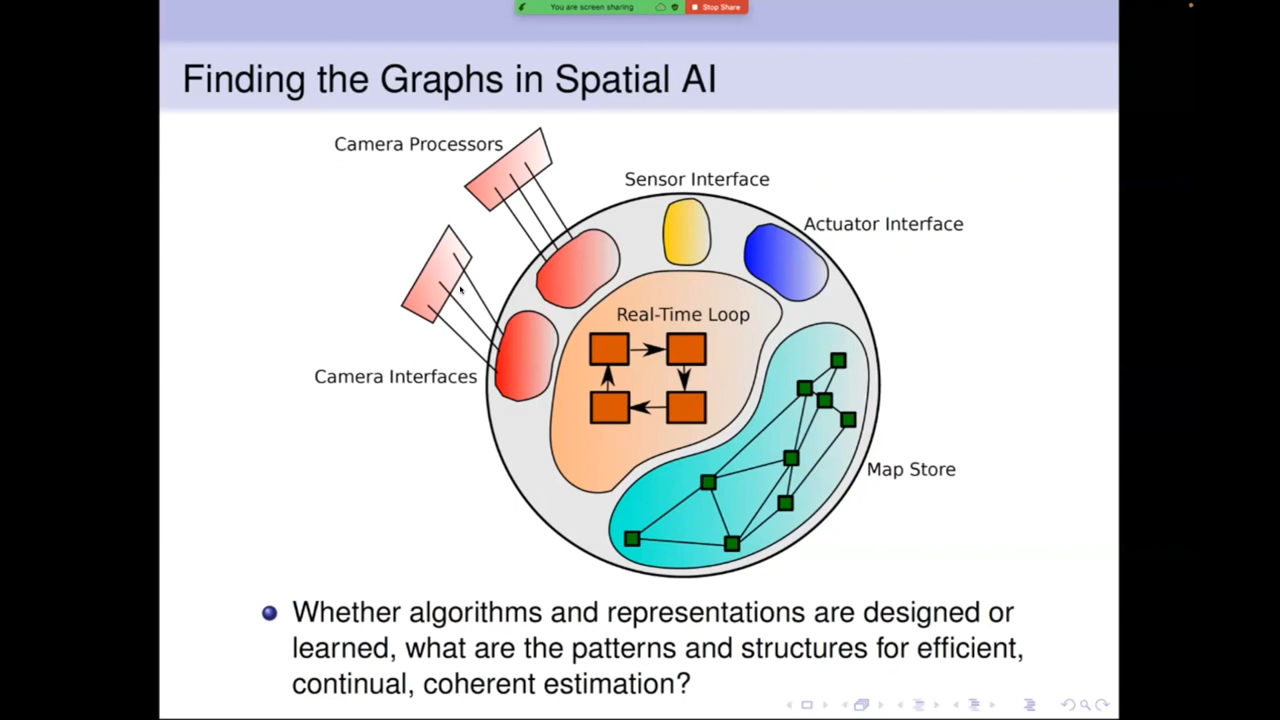 You are screen sharing
Stop Share
Finding the Graphs in Spatial AI
Camera Processors
Sensor Interface
Actuator Interface
Real-Time Loop
Camera Interfaces
Map Store
Whether algorithms and representations are designed or
learned, what are the patterns and structures for efficient,
continual, coherent estimation?